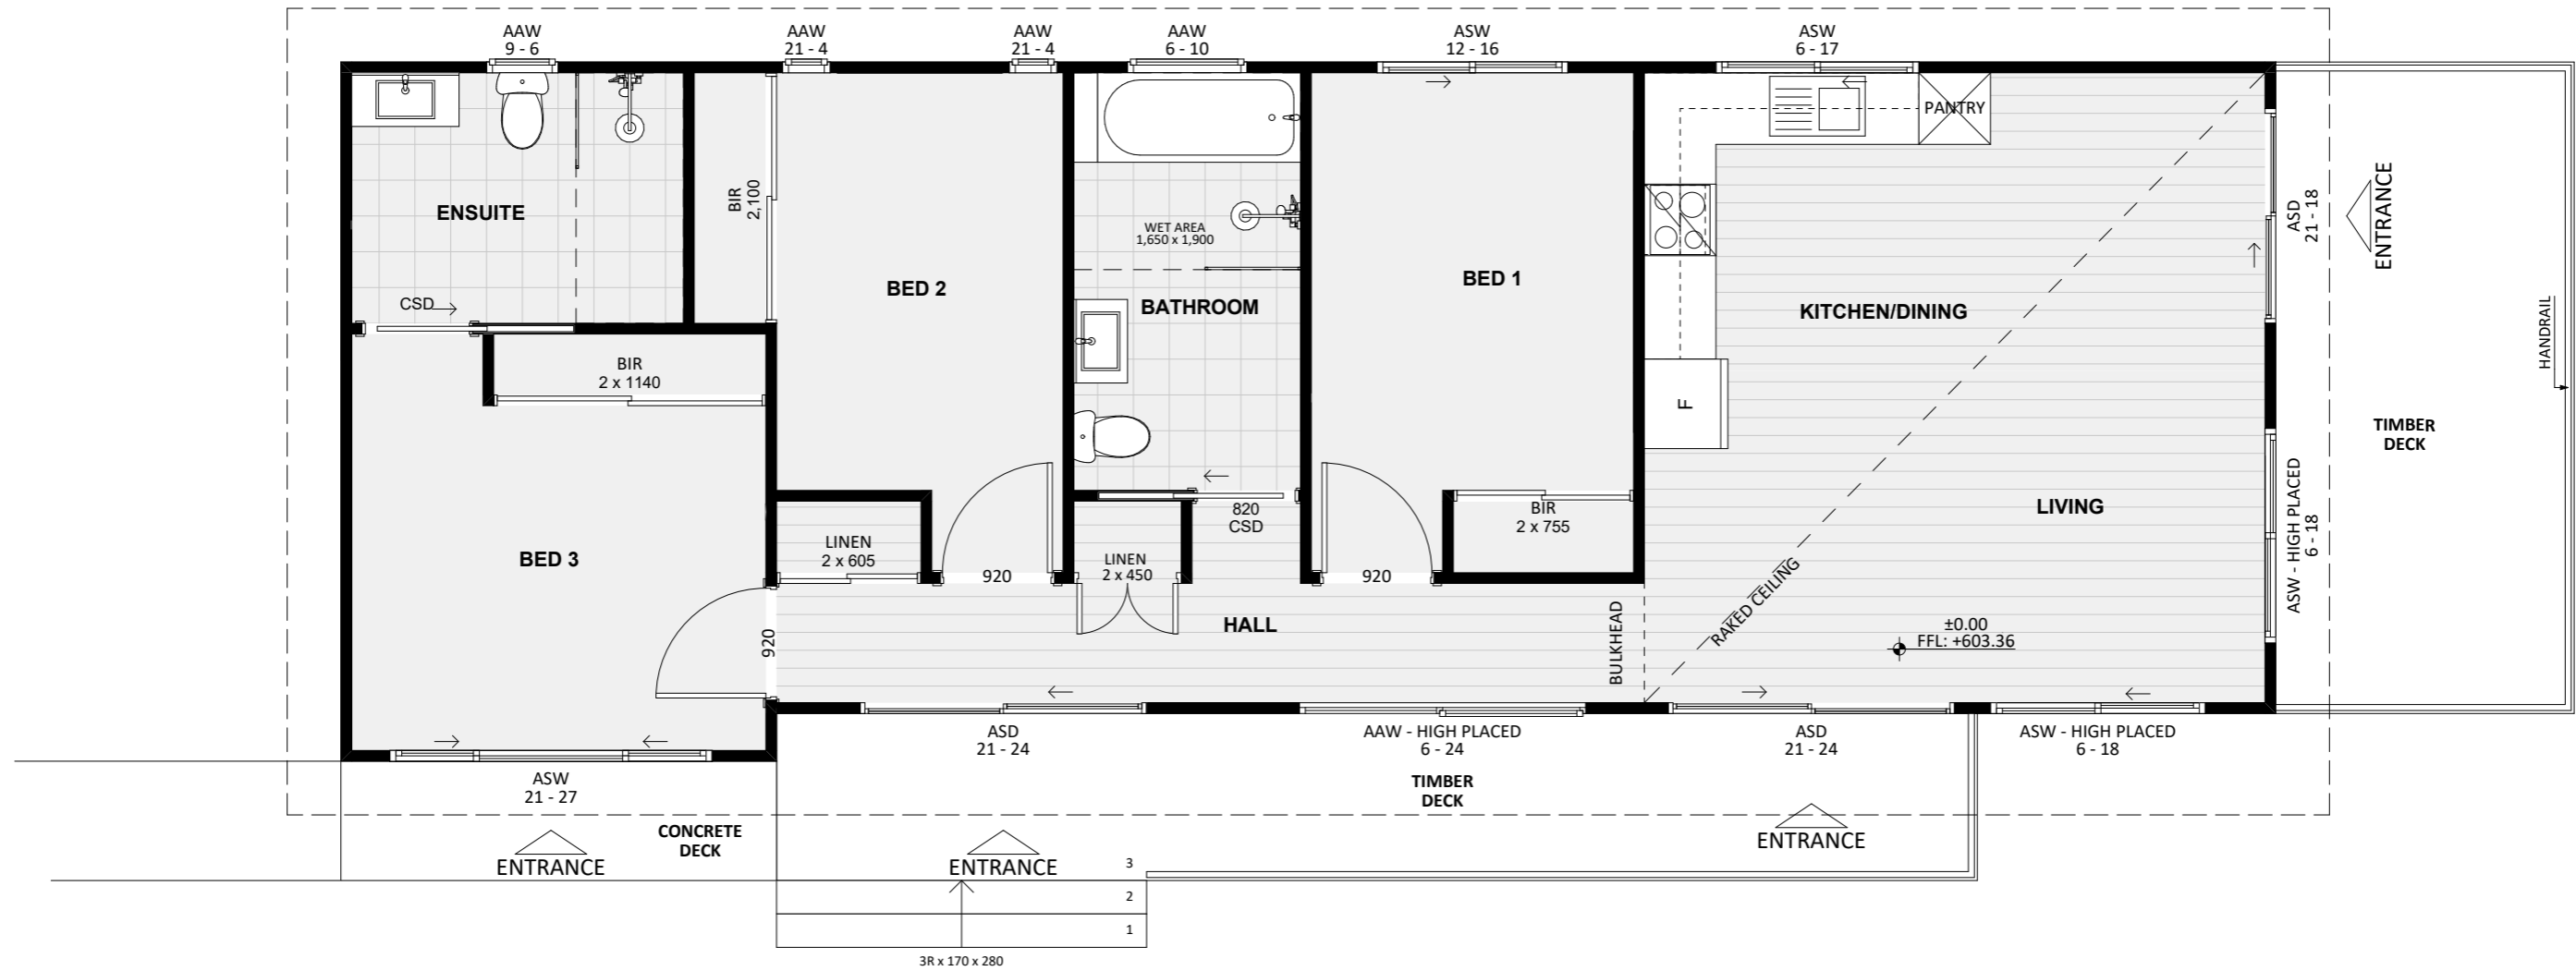 AAW
9 - 6
AAW
21 - 4
AAW
21 - 4
AAW
6 - 10
ASW
12 - 16
ASW
6 - 17
PANTRY
ENSUITE
BIR
2,100
WET AREA
1,650 x 1,900
CSD
BED 2
BATHROOM
BED 1
KITCHEN/DINING
ASD
21 - 18
ENTRANCE
HANDRAIL
BIR
2 x 1140
F
TIMBER
DECK
BED 3
LINEN
2 x 605
920
LINEN
2 x 450
820
CSD
920
BIR
2 x 755
LIVING
ASW - HIGH PLACED
6 - 18
920
HALL
BULKHEAD
RAKED CEILING
±0.00
FFL: +603.36
ASW
21 - 27
ASD
21 - 24
AAW - HIGH PLACED
6 - 24
ASD
21 - 24
ASW - HIGH PLACED
6 - 18
TIMBER
DECK
CONCRETE
DECK
ENTRANCE
ENTRANCE
ENTRANCE
3
2
1
3R x 170 x 280